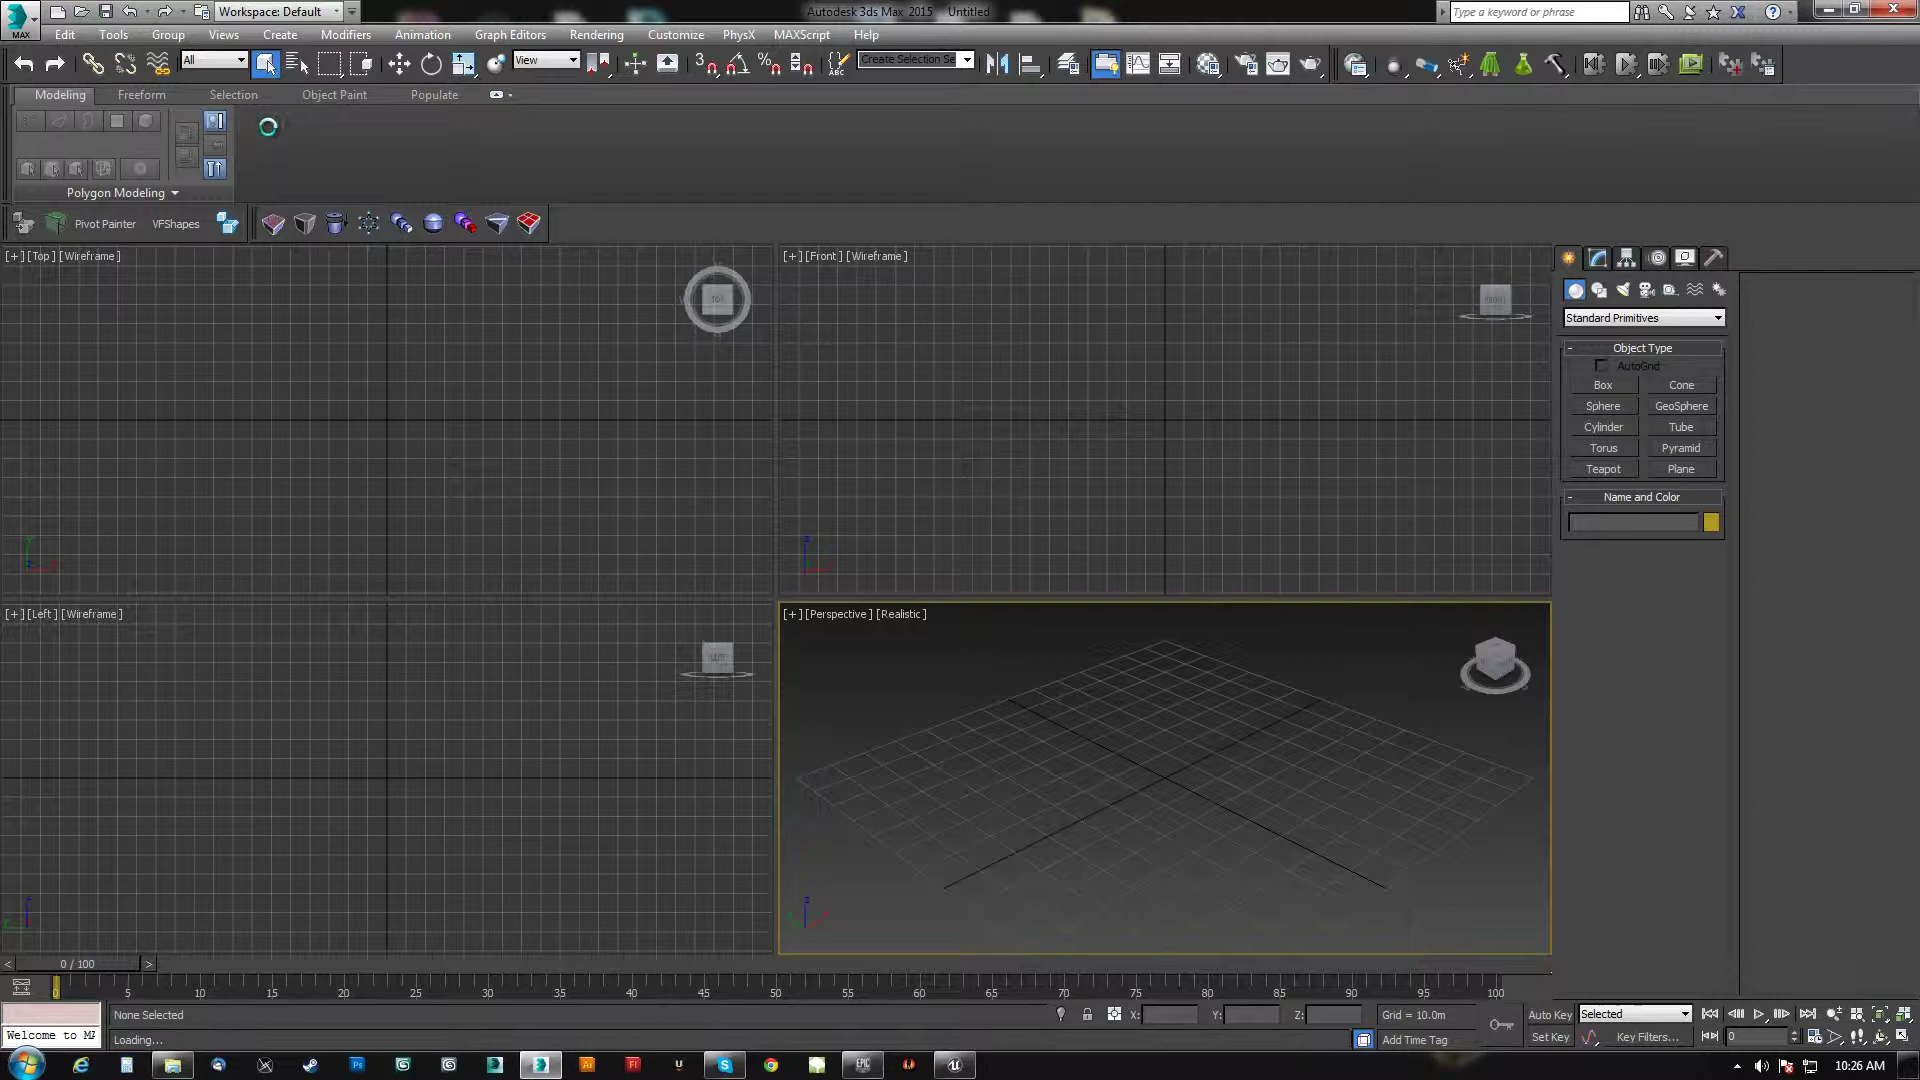 Workspace: Default
Autodesk 3ds Max 2015 Untitled
Type a keyword or phrase
MAX
Edit Tools Group Views Create Modifiers Animation Graph Editors Rendering Customize PhysX MAXScript Help
All
View
Create Selection Se
Modeling Freeform Selection Object Paint Populate
Polygon Modeling
Pivot Painter VFShapes
[+] [Top] [Wireframe]
[+] [Front] [Wireframe]
TOP
FRONT
Standard Primitives
- Object Type
AutoGrid
Box Cone
Sphere GeoSphere
Cylinder Tube
Torus Pyramid
Teapot Plane
- Name and Color
[+] [Left] [Wireframe]
[+] [Perspective] [Realistic]
LEFT
< 0 / 100 >
0 5 10 15 20 25 30 35 40 45 50 55 60 65 70 75 80 85 90 95 100
None Selected
X: Y: Z: Grid = 10.0m
Auto Key Selected
Welcome to MA
Loading...
Add Time Tag
Set Key Key Filters...
0
10:26 AM